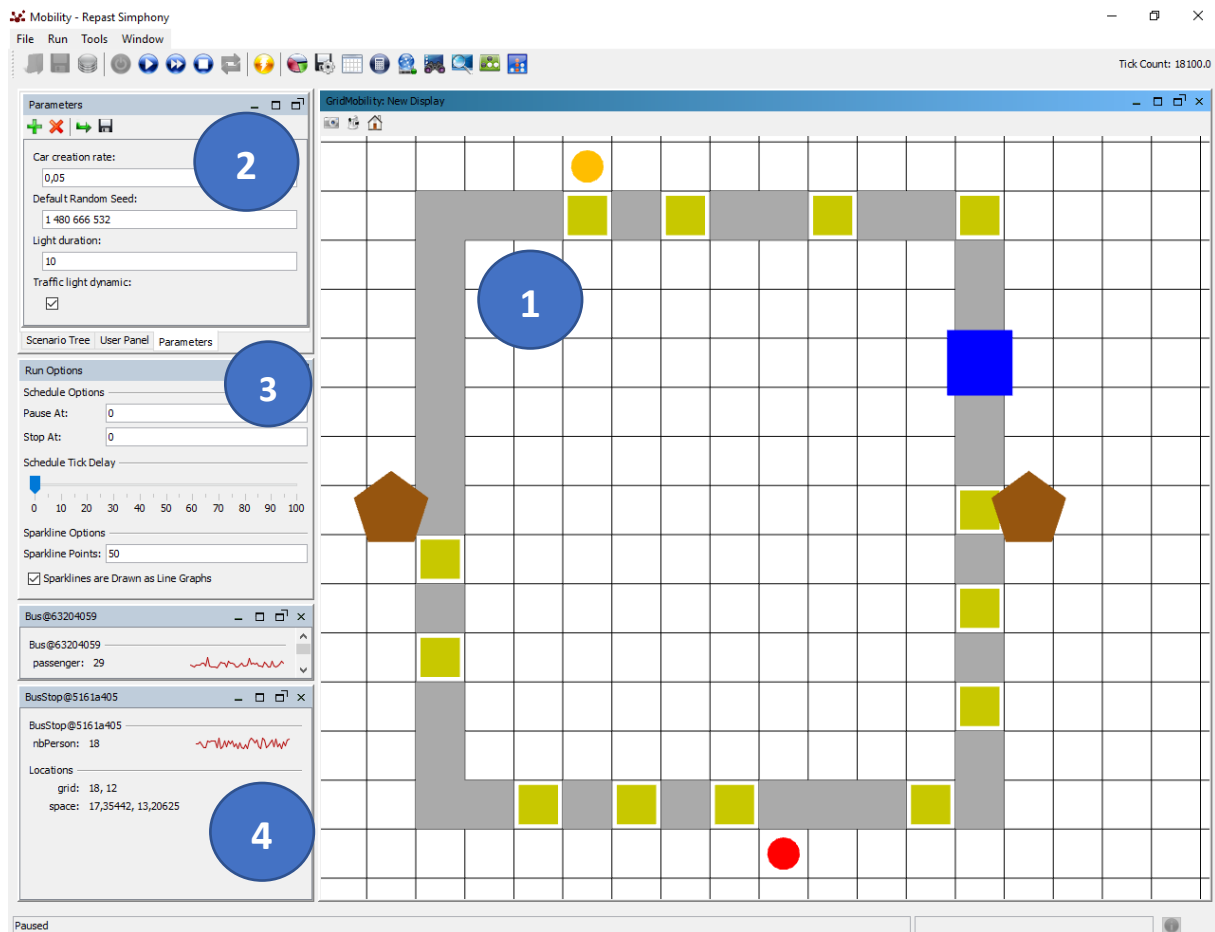 Mobility - Repast Simphony
File Run Tools Window
Tick Count: 18100.0
Parameters
2
Car creation rate:
0,05
Default Random Seed:
1 480 666 532
Light duration:
10
Traffic light dynamic:
Scenario Tree User Panel Parameters
Run Options
3
Schedule Options
Pause At: 0
Stop At: 0
Schedule Tick Delay
0 10 20 30 40 50 60 70 80 90 100
Sparkline Options
Sparkline Points: 50
Sparklines are Drawn as Line Graphs
Bus@63204059
Bus@63204059
passenger: 29
BusStop@5161a405
BusStop@5161a405
nbPerson: 18
Locations
grid: 18, 12
space: 17,35442, 13,20625
4
GridMobility: New Display
1
Paused